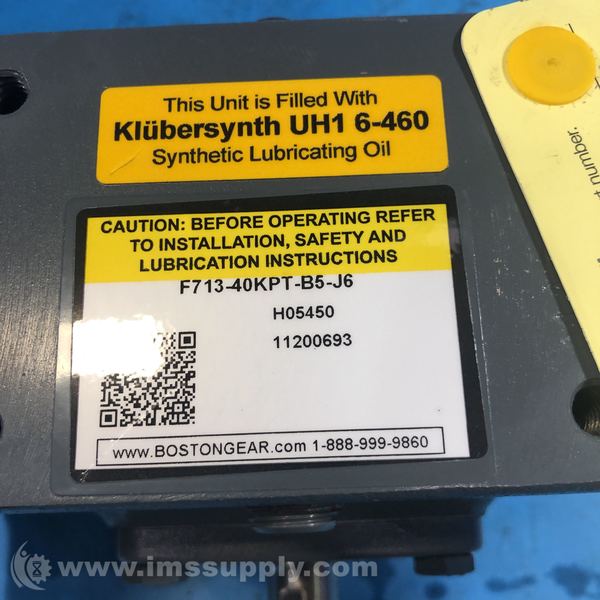 This Unit is Filled With
Klübersynth UH1 6-460
Synthetic Lubricating Oil
CAUTION: BEFORE OPERATING REFER
TO INSTALLATION, SAFETY AND
LUBRICATION INSTRUCTIONS
F713-40KPT-B5-J6
H05450
11200693
www.BOSTONGEAR.com 1-888-999-9860
number.
www.imssupply.com